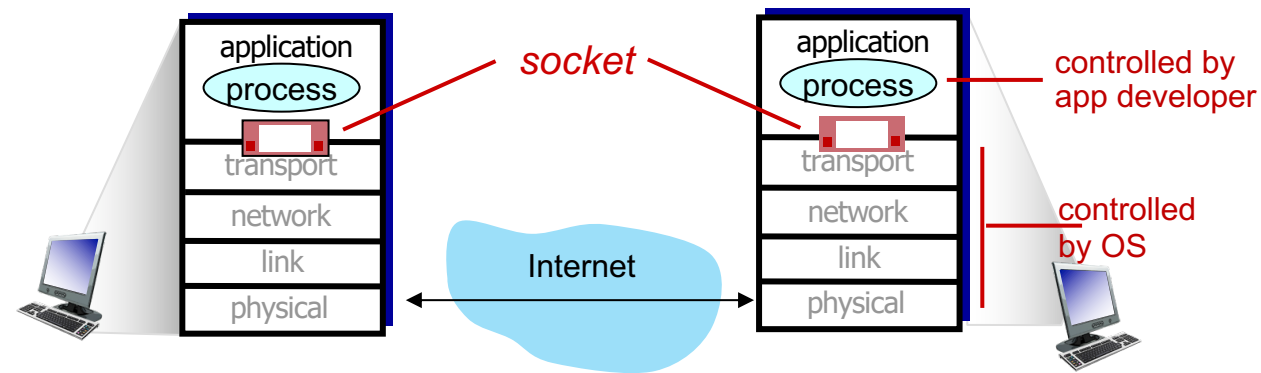 application
process
transport
network
link
physical
socket
Internet
application
process
transport
network
link
physical
controlled by
app developer
controlled
by OS